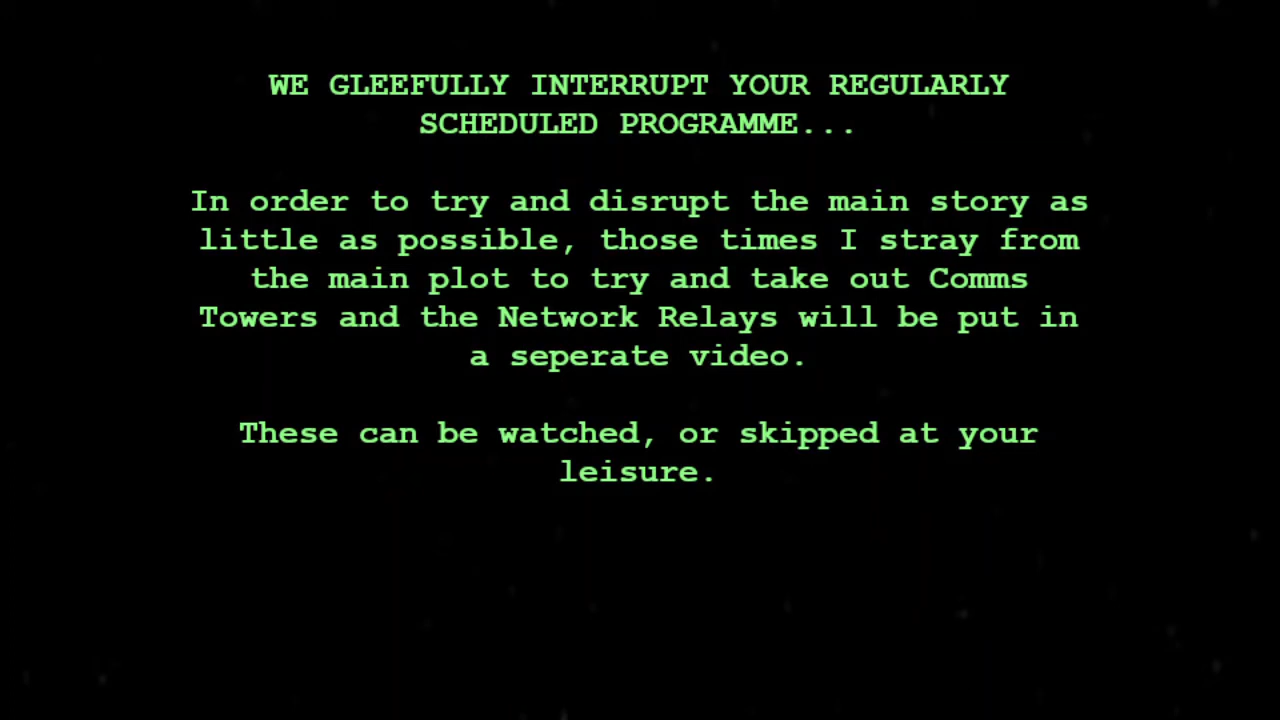 WE GLEEFULLY INTERRUPT YOUR REGULARLY
SCHEDULED PROGRAMME...
In order to try and disrupt the main story as
little as possible, those times I stray from
the main plot to try and take out Comms
Towers and the Network Relays will be put in
a seperate video.
These can be watched, or skipped at your
leisure.